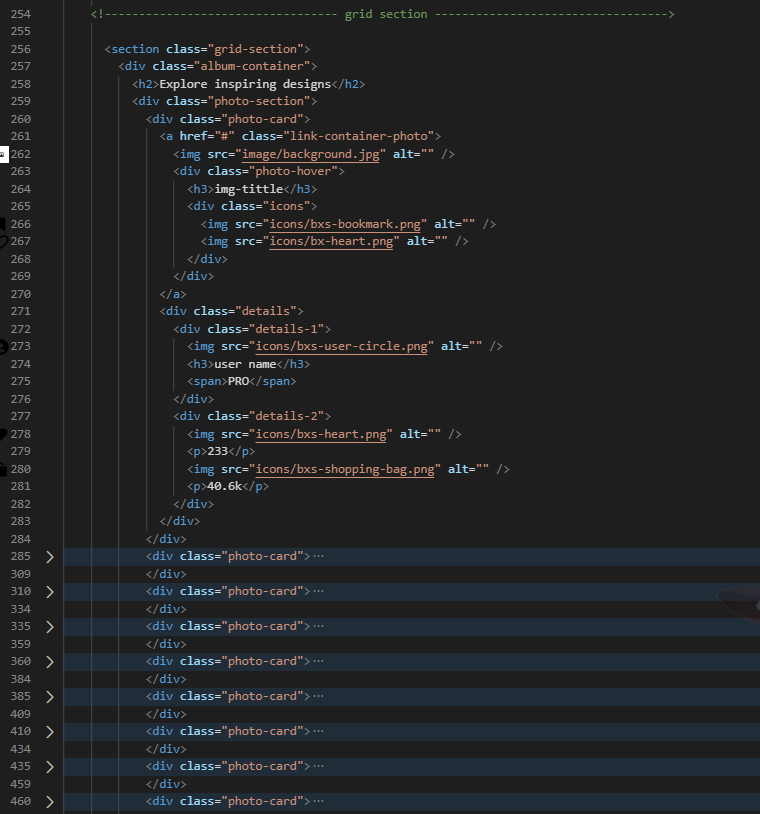 254 <!---------------------------------- grid section ---------------------------------->
255
256 <section class="grid-section">
257 <div class="album-container">
258 <h2>Explore inspiring designs</h2>
259 <div class="photo-section">
260 <div class="photo-card">
261 <a href="#" class="link-container-photo">
262 <img src="image/background.jpg" alt="" />
263 <div class="photo-hover">
264 <h3>img-tittle</h3>
265 <div class="icons">
266 <img src="icons/bxs-bookmark.png" alt="" />
267 <img src="icons/bx-heart.png" alt="" />
268 </div>
269 </div>
270 </a>
271 <div class="details">
272 <div class="details-1">
273 <img src="icons/bxs-user-circle.png" alt="" />
274 <h3>user name</h3>
275 <span>PRO</span>
276 </div>
277 <div class="details-2">
278 <img src="icons/bxs-heart.png" alt="" />
279 <p>233</p>
280 <img src="icons/bxs-shopping-bag.png" alt="" />
281 <p>40.6k</p>
282 </div>
283 </div>
284 </div>
285 <div class="photo-card">···
309 </div>
310 <div class="photo-card">···
334 </div>
335 <div class="photo-card">···
359 </div>
360 <div class="photo-card">···
384 </div>
385 <div class="photo-card">···
409 </div>
410 <div class="photo-card">···
434 </div>
435 <div class="photo-card">···
459 </div>
460 <div class="photo-card">···